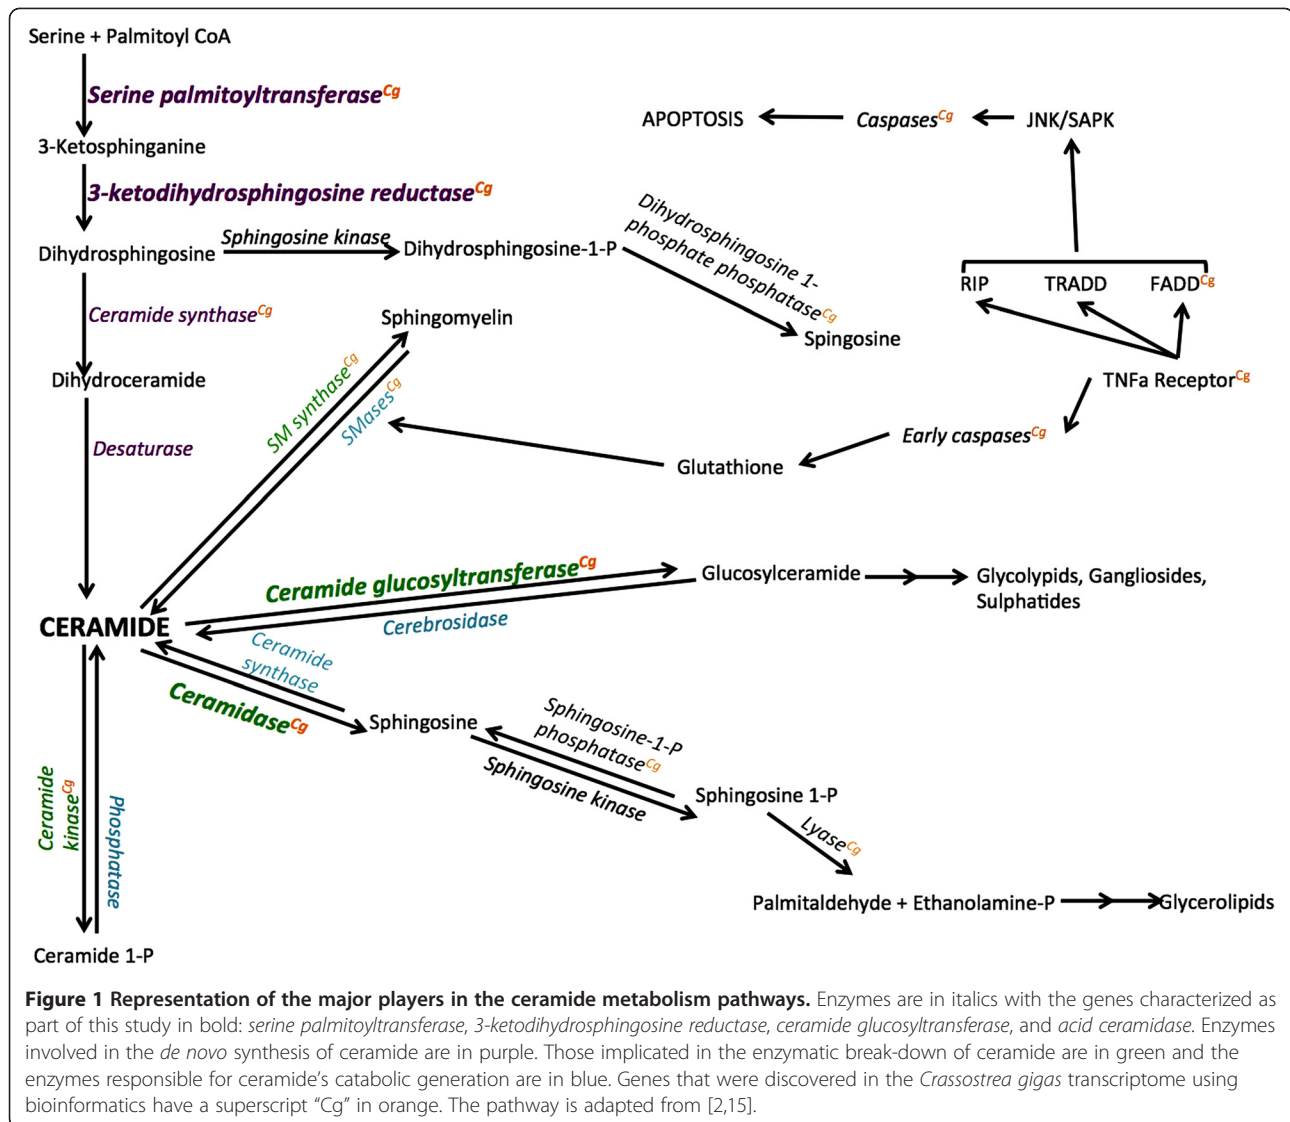 Serine + Palmitoyl CoA
Serine palmitoyltransferaseCg
3-Ketosphinganine
3-ketodihydrosphingosine reductaseCg
Dihydrosphingosine
Sphingosine kinase
Dihydrosphingosine-1-P
Dihydrosphingosine 1-
phosphate phosphataseCg
Spingosine
Ceramide synthaseCg
Dihydroceramide
Desaturase
CERAMIDE
Sphingomyelin
SM synthaseCg
SMasesCg
APOPTOSIS
CaspasesCg
JNK/SAPK
RIP
TRADD
FADDCg
TNFa ReceptorCg
Early caspasesCg
Glutathione
Ceramide glucosyltransferaseCg
Cerebrosidase
Glucosylceramide
Glycolypids, Gangliosides,
Sulphatides
Ceramide
synthase
CeramidaseCg
Sphingosine
Sphingosine-1-P
phosphataseCg
Sphingosine kinase
Sphingosine 1-P
LyaseCg
Palmitaldehyde + Ethanolamine-P
Glycerolipids
Ceramide
kinaseCg
Phosphatase
Ceramide 1-P
Figure 1 Representation of the major players in the ceramide metabolism pathways. Enzymes are in italics with the genes characterized as
part of this study in bold: serine palmitoyltransferase, 3-ketodihydrosphingosine reductase, ceramide glucosyltransferase, and acid ceramidase. Enzymes
involved in the de novo synthesis of ceramide are in purple. Those implicated in the enzymatic break-down of ceramide are in green and the
enzymes responsible for ceramide's catabolic generation are in blue. Genes that were discovered in the Crassostrea gigas transcriptome using
bioinformatics have a superscript "Cg" in orange. The pathway is adapted from [2,15].